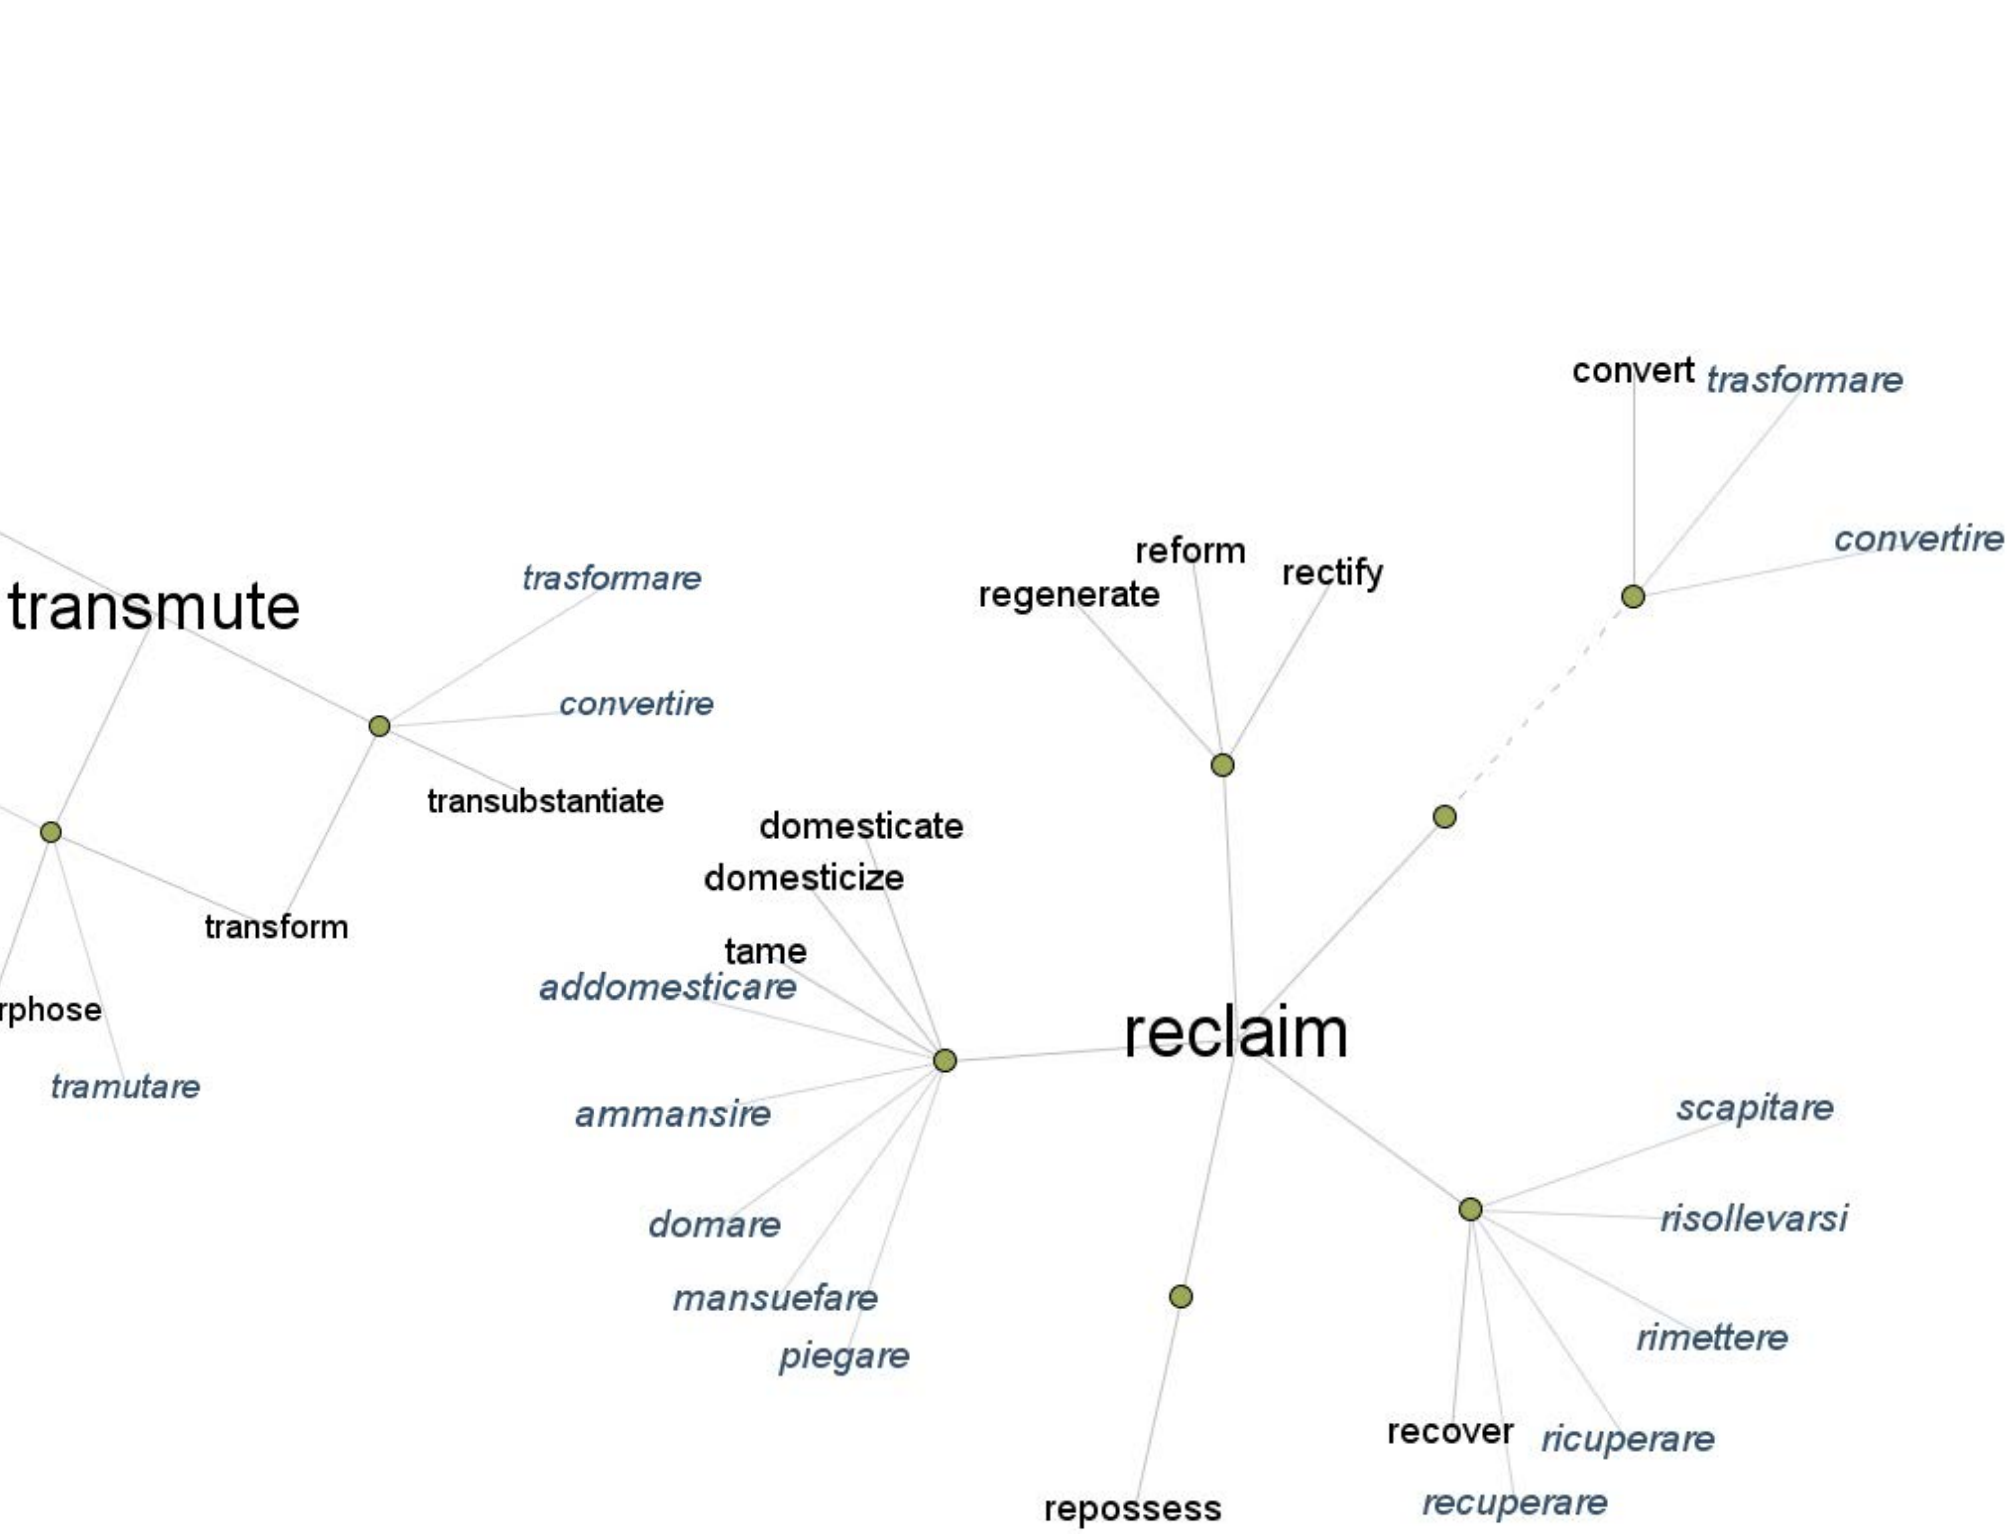 convert
trasformare
convertire
reform
rectify
regenerate
transmute
trasformare
convertire
transubstantiate
domesticate
domesticize
transform
tame
addomesticare
rphose
reclaim
tramutare
ammansire
scapitare
domare
risollevarsi
mansuefare
rimettere
piegare
recover
ricuperare
recuperare
repossess